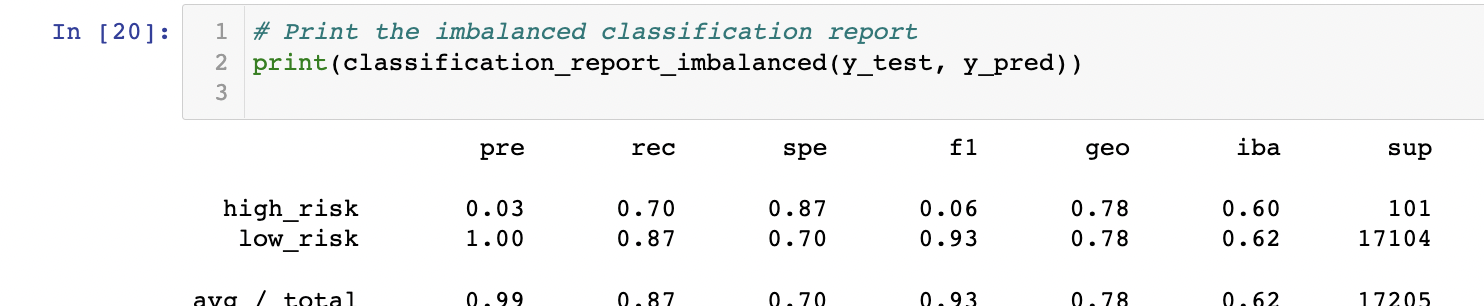 In [20]:
1 # Print the imbalanced classification report
2 print(classification_report_imbalanced(y_test, y_pred))
3
pre rec spe f1 geo iba sup
high_risk 0.03 0.70 0.87 0.06 0.78 0.60 101
low_risk 1.00 0.87 0.70 0.93 0.78 0.62 17104
avg / total 0.99 0.87 0.70 0.93 0.78 0.62 17205